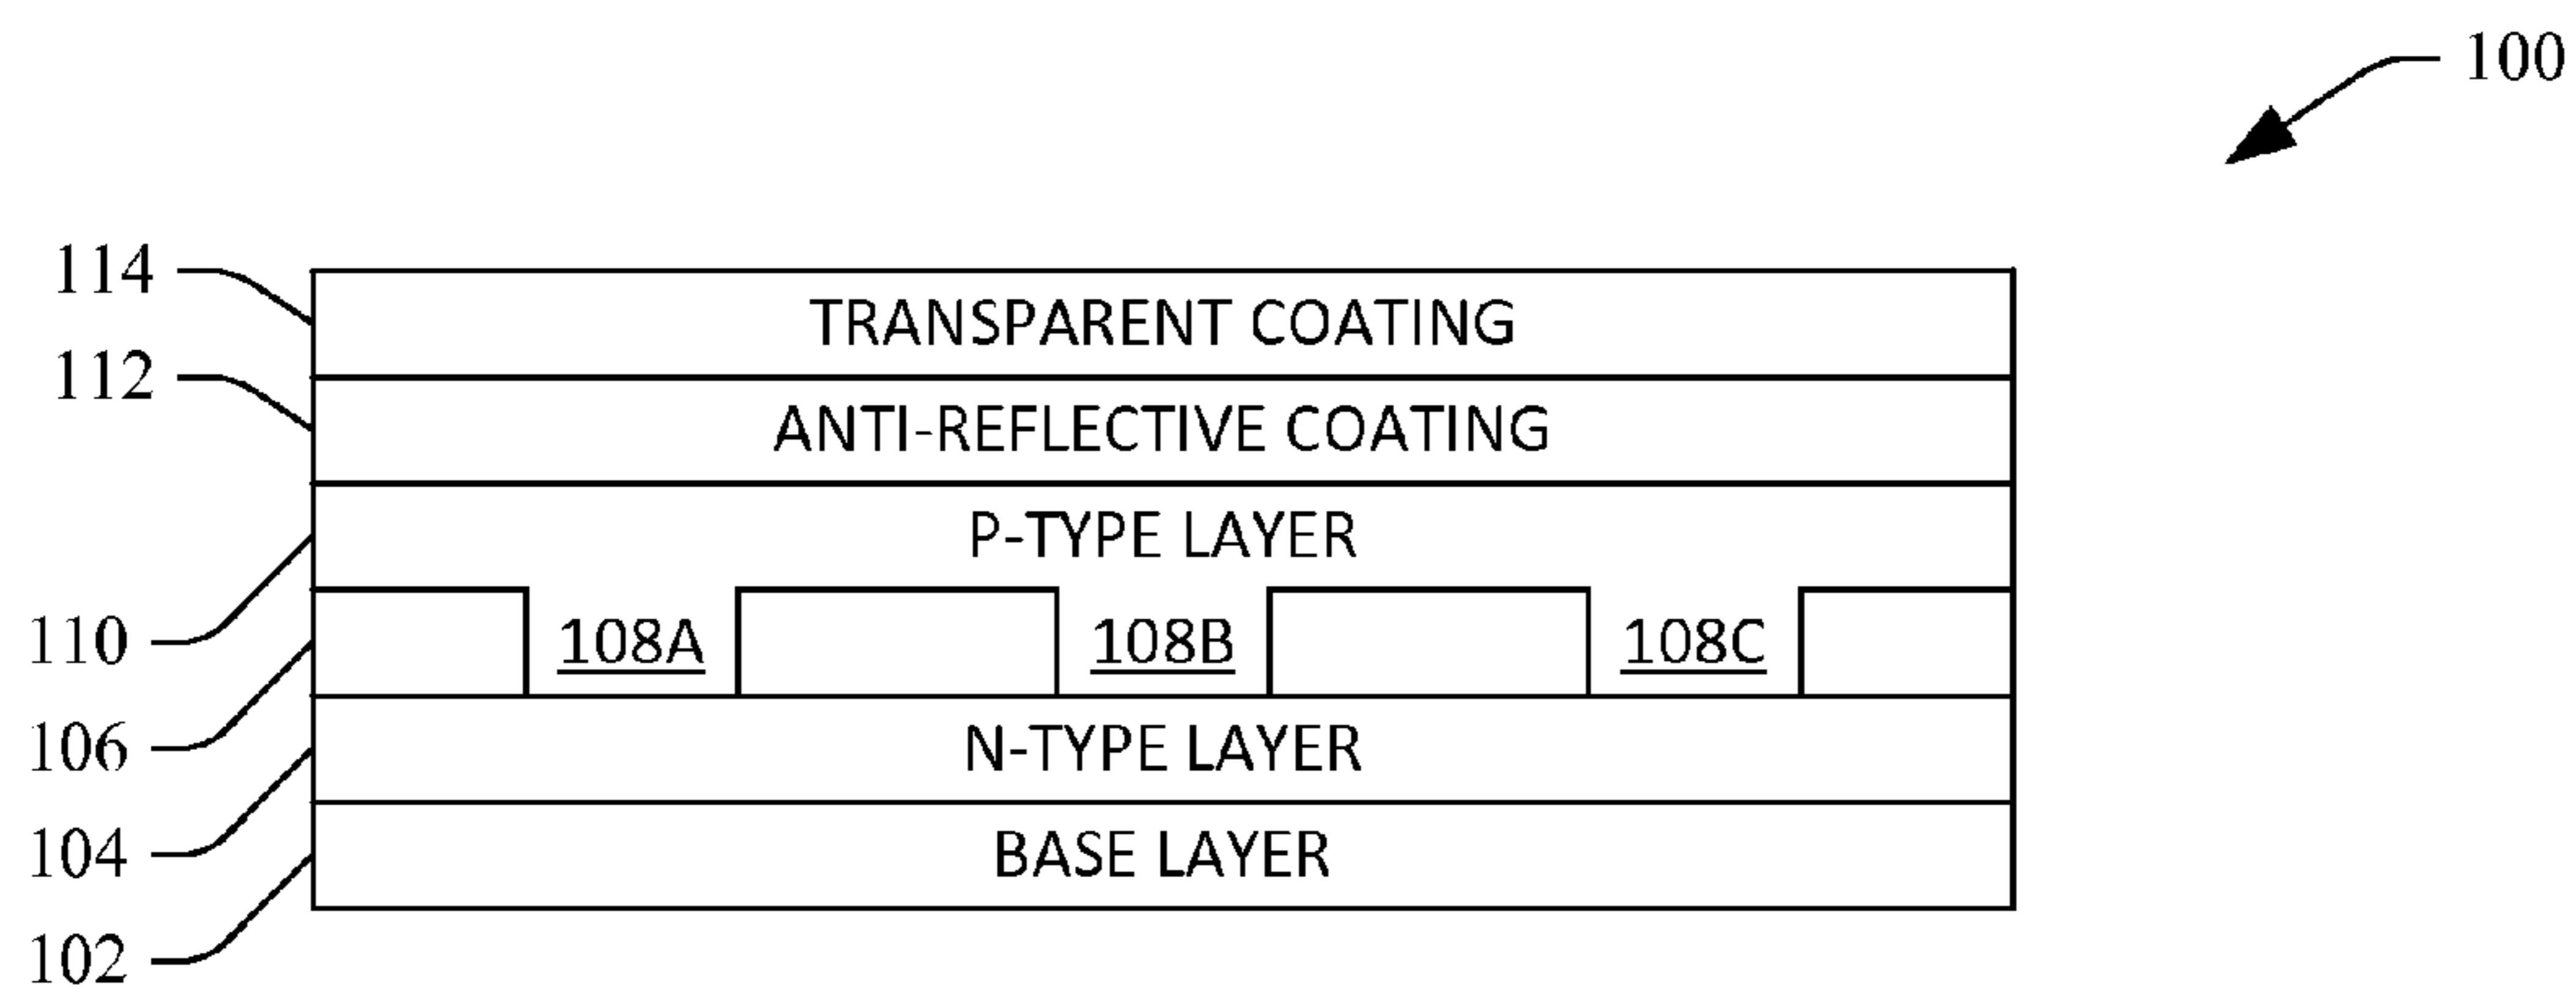 100
114
TRANSPARENT COATING
112
ANTI-REFLECTIVE COATING
P-TYPE LAYER
110
108A 108B 108C
106
N-TYPE LAYER
104
BASE LAYER
102